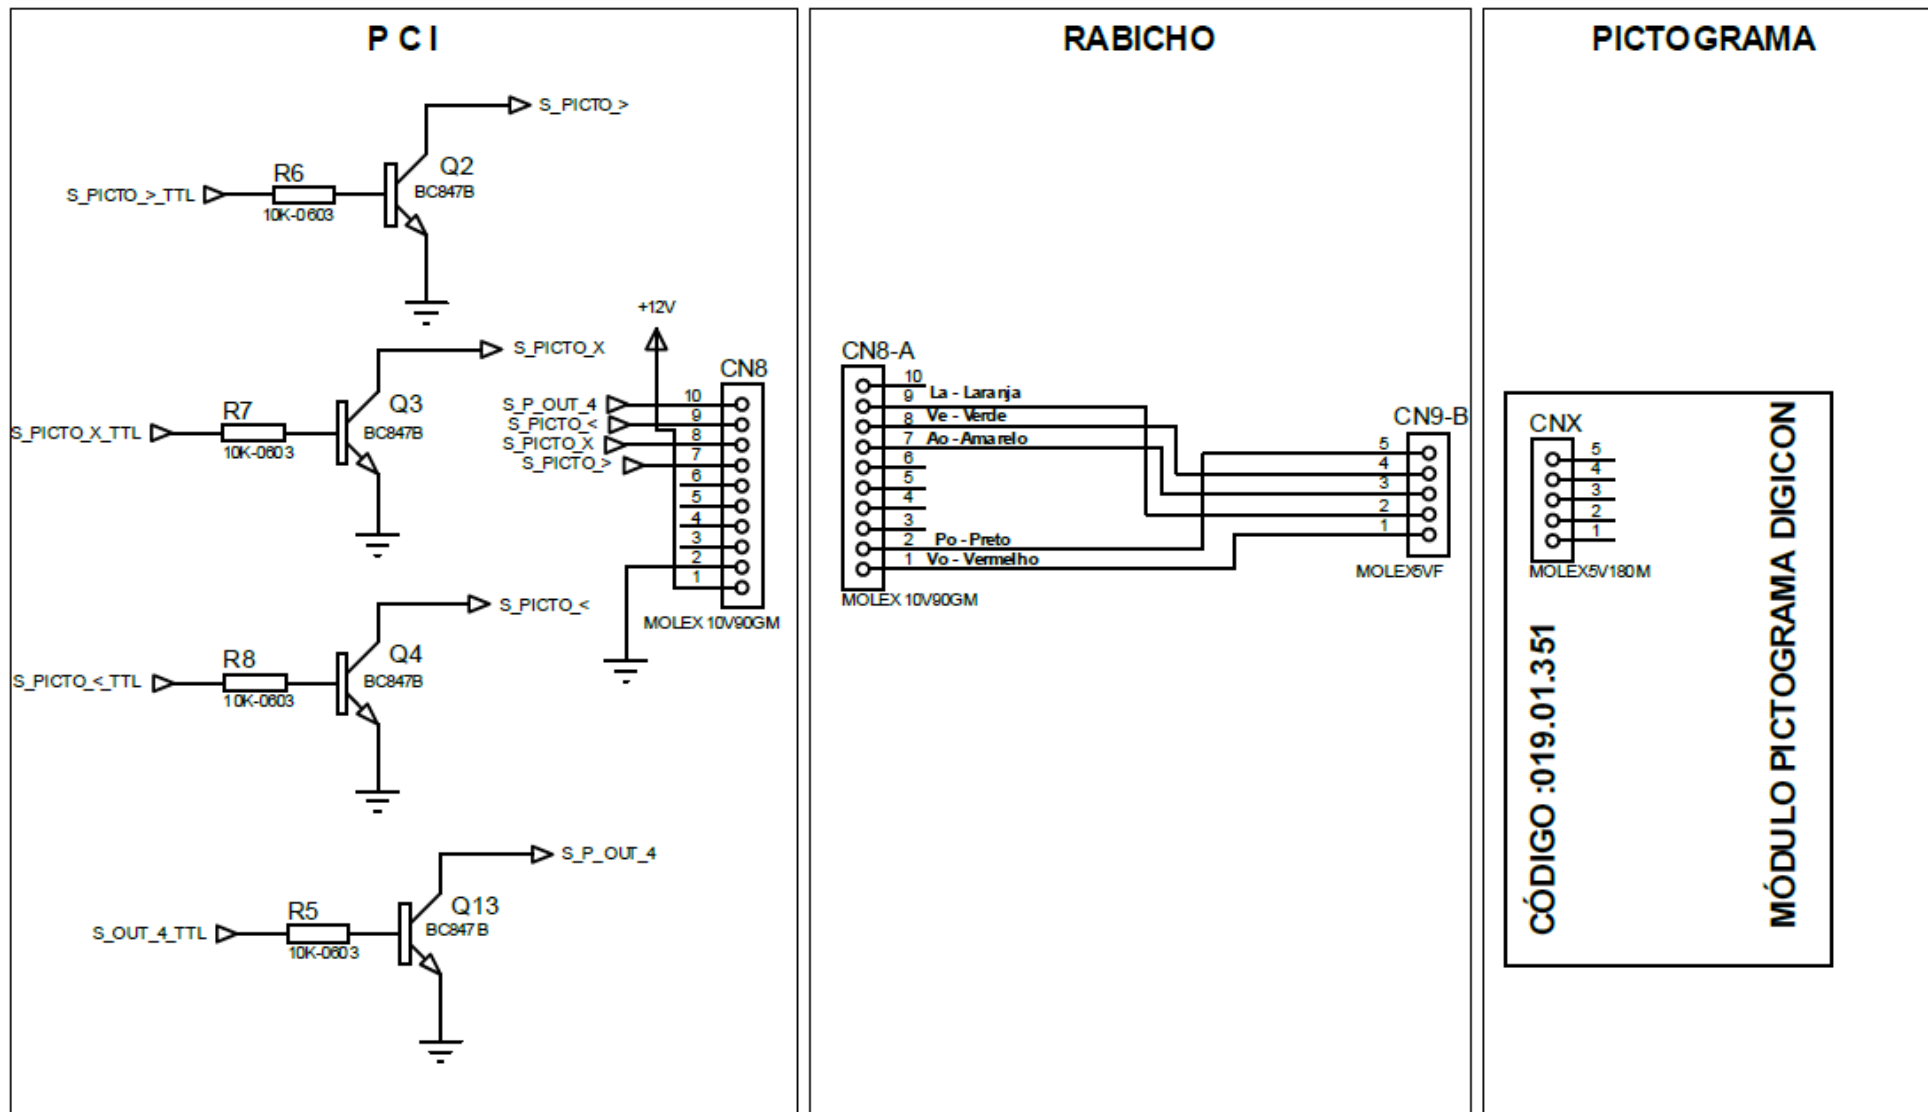 P C I
S_PICTO_>
Q2
BC847B
R6
S_PICTO_>_TTL
10K-0603
+12V
S_PICTO_X
Q3
BC847B
R7
S_PICTO_X_TTL
10K-0603
CN8
S_P_OUT_4
10
S_PICTO_<
9
S_PICTO_X
8
S_PICTO_>
7
6
5
4
3
2
1
MOLEX 10V90GM
S_PICTO_<
Q4
BC847B
R8
S_PICTO_<_TTL
10K-0603
S_P_OUT_4
Q13
BC847B
R5
S_OUT_4_TTL
10K-0603
RABICHO
CN8-A
10
9 La - Laranja
8 Ve - Verde
7 Ao - Amarelo
6
5
4
3
2 Po - Preto
1 Vo - Vermelho
MOLEX 10V90GM
CN9-B
5
4
3
2
1
MOLEX5VF
PICTOGRAMA
CNX
5
4
3
2
1
MOLEX5V180M
CÓDIGO :019.01.351
MÓDULO PICTOGRAMA DIGICON